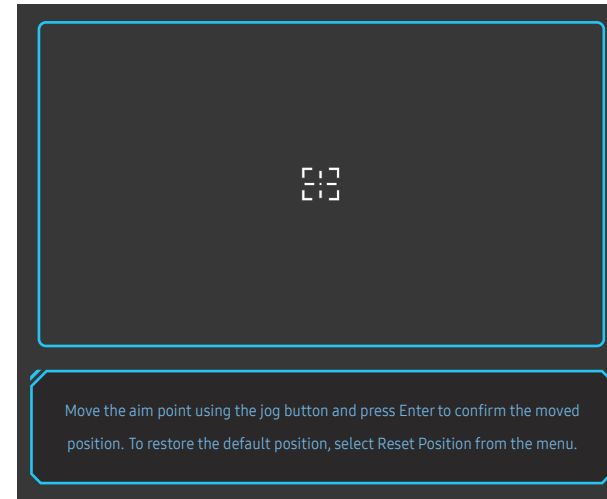 Move the aim point using the jog button and press Enter to confirm the moved
position. To restore the default position, select Reset Position from the menu.